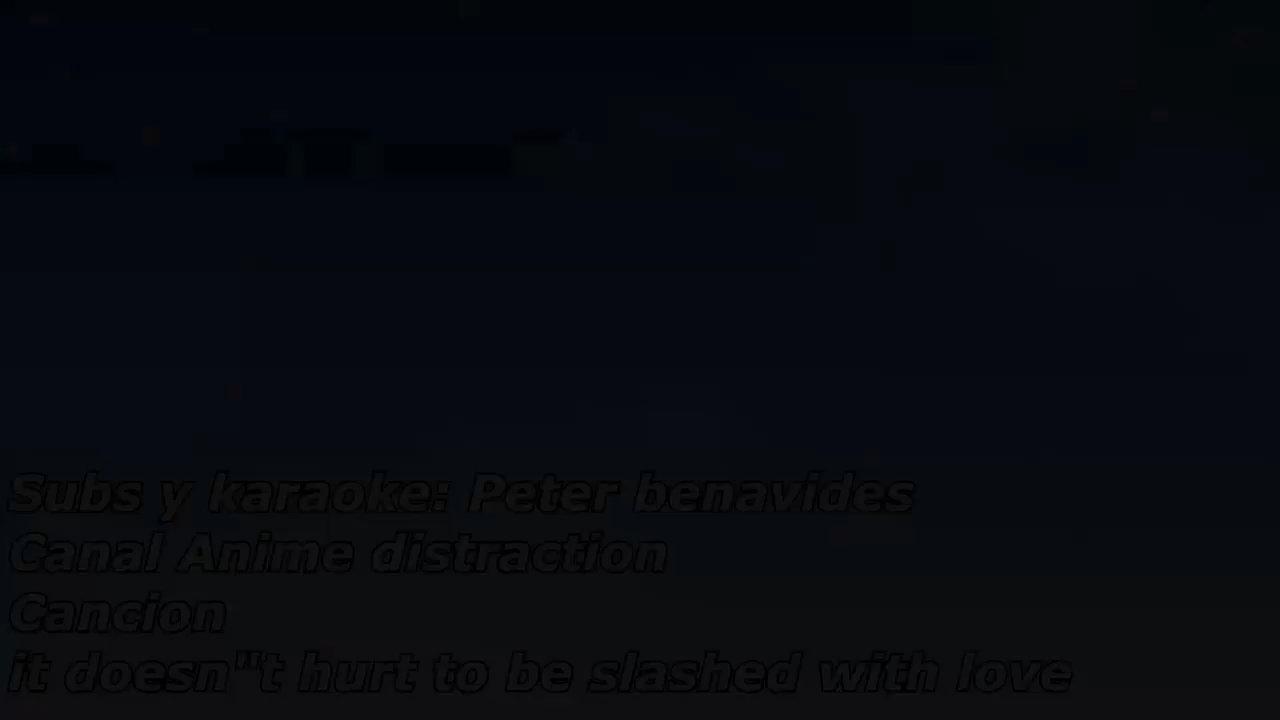 Subs y karaoke: Peter benavides
Canal Anime distraction
Cancion
it doesn"t hurt to be slashed with love